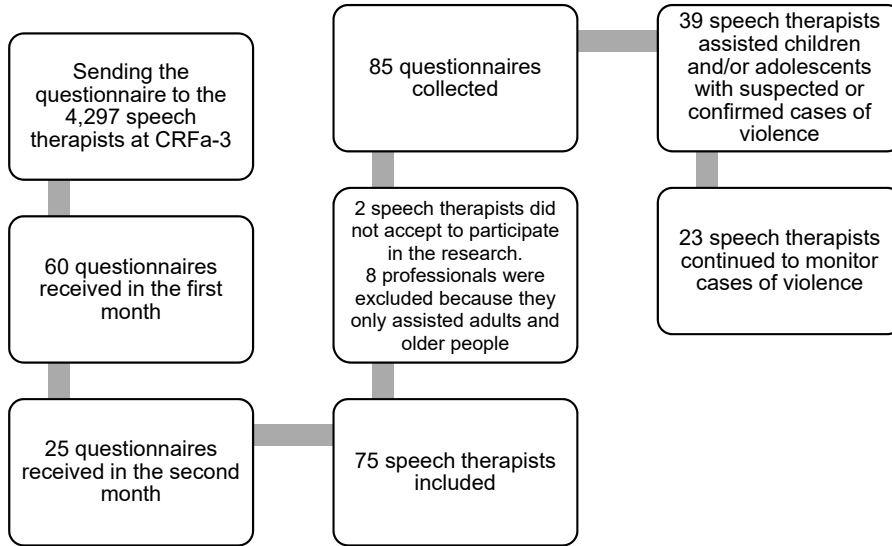 Sending the
questionnaire to the
4,297 speech
therapists at CRFa-3
60 questionnaires
received in the first
month
25 questionnaires
received in the second
month
75 speech therapists
included
2 speech therapists did
not accept to participate
in the research.
8 professionals were
excluded because they
only assisted adults and
older people
85 questionnaires
collected
39 speech therapists
assisted children
and/or adolescents
with suspected or
confirmed cases of
violence
23 speech therapists
continued to monitor
cases of violence